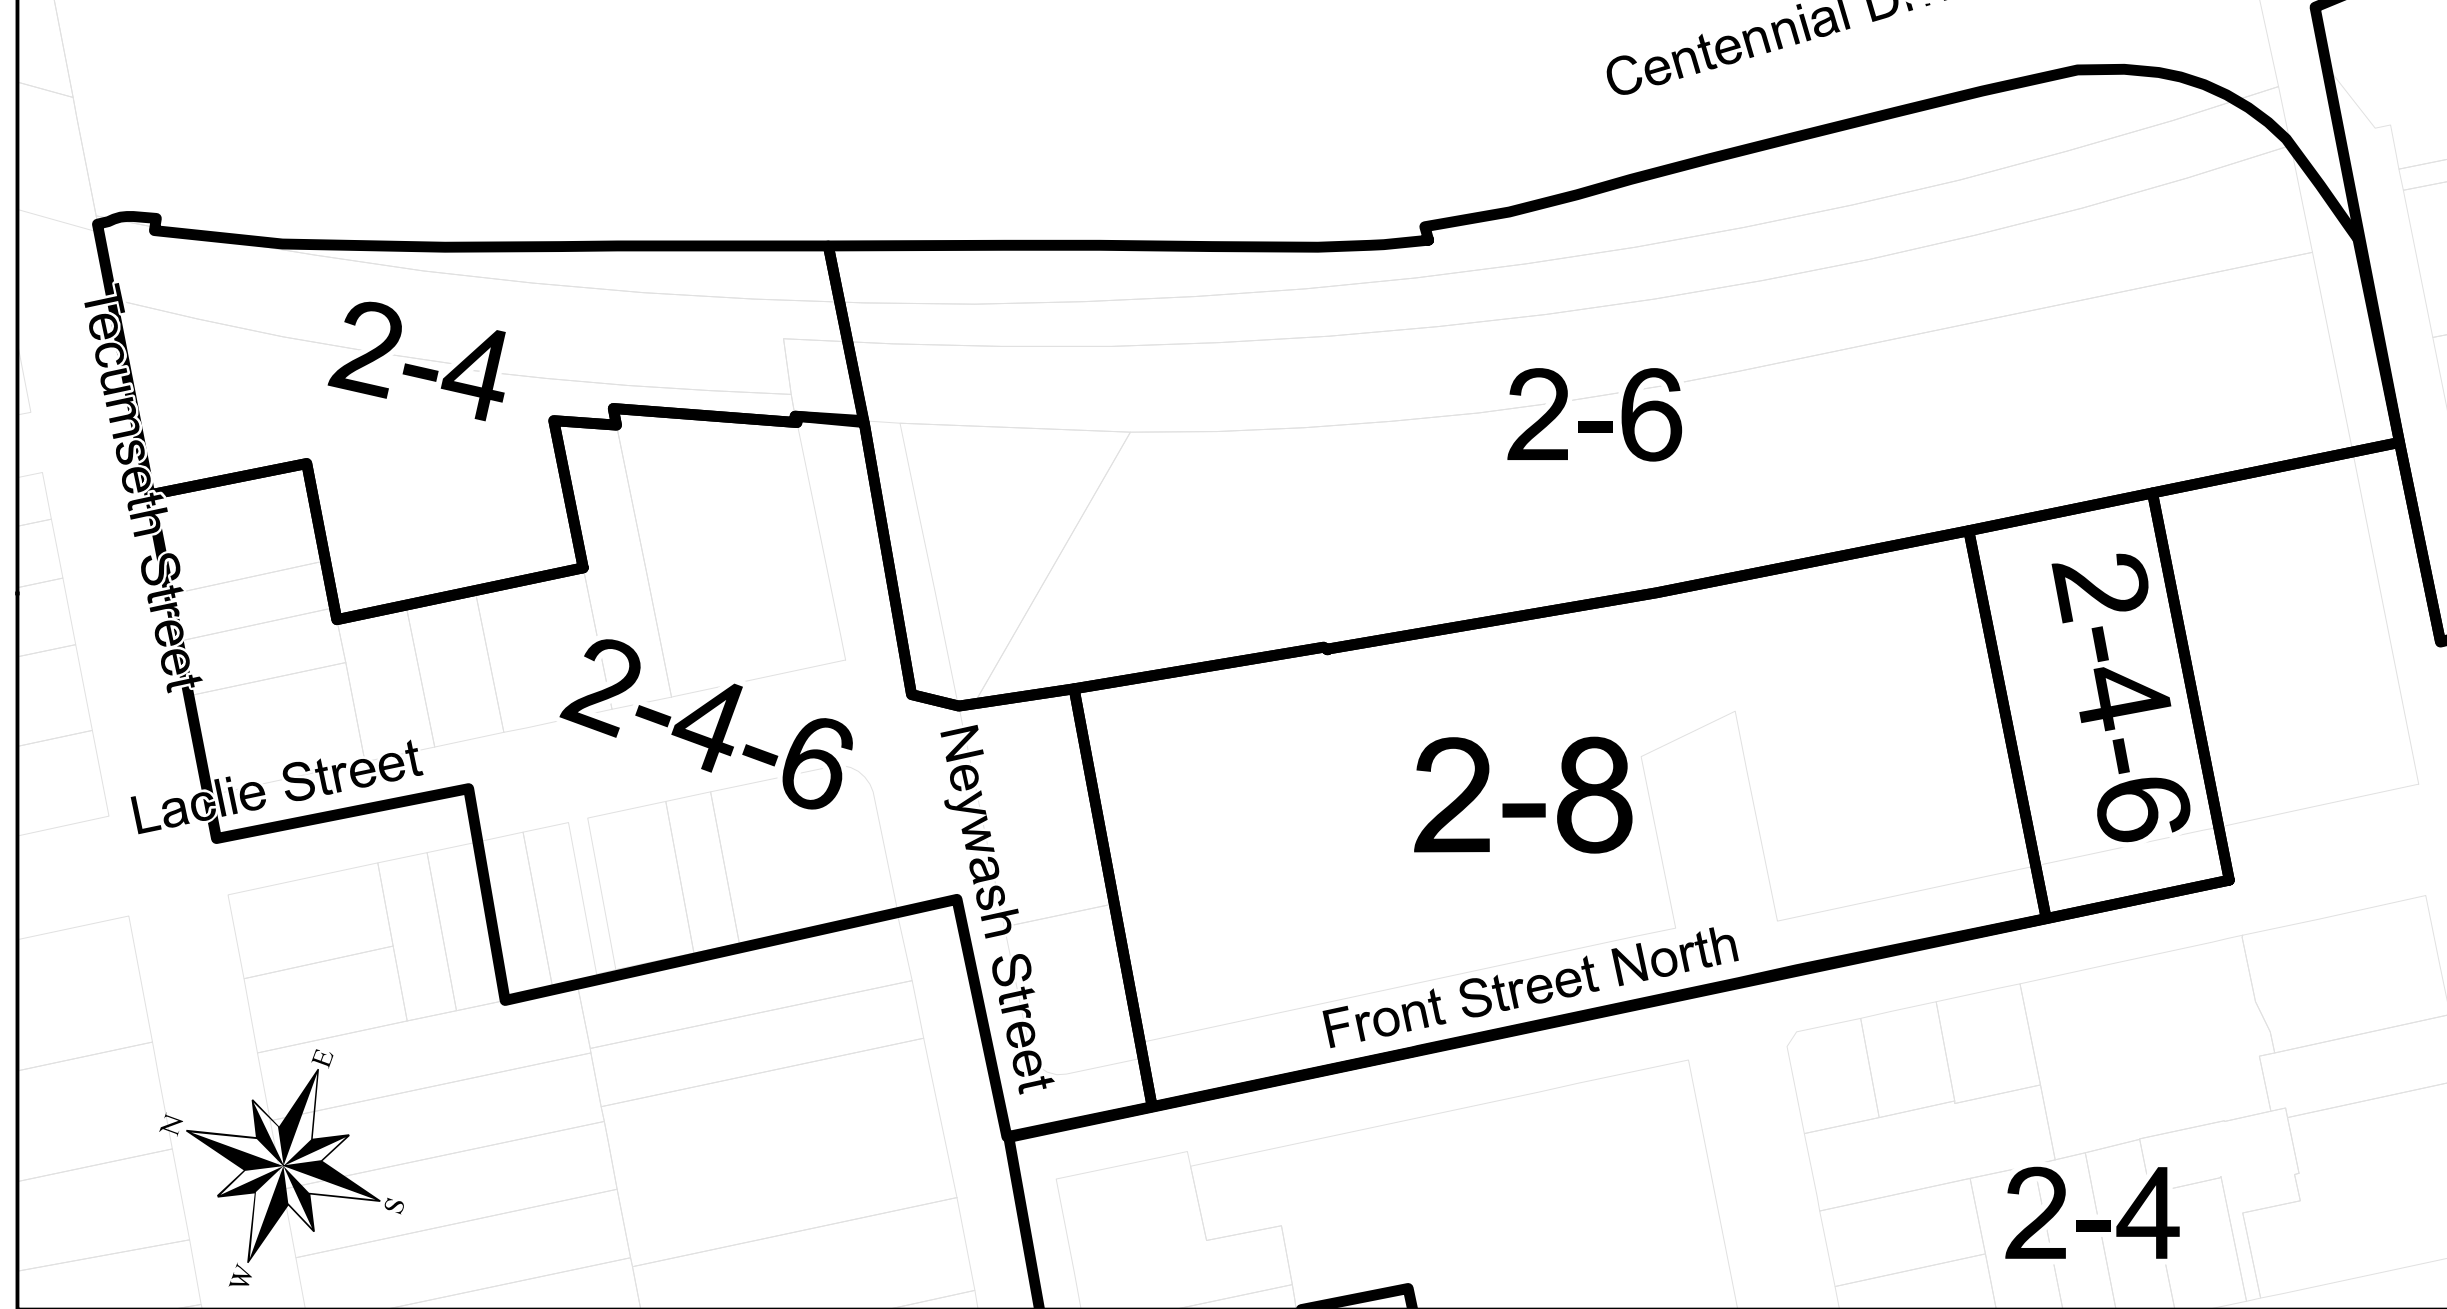 Centennial
Tecumseth Street
2-4
2-6
2-4-6
2-4-6
Laclie Street
Neywash Street
2-8
Front Street North
E
N
S
W
2-4